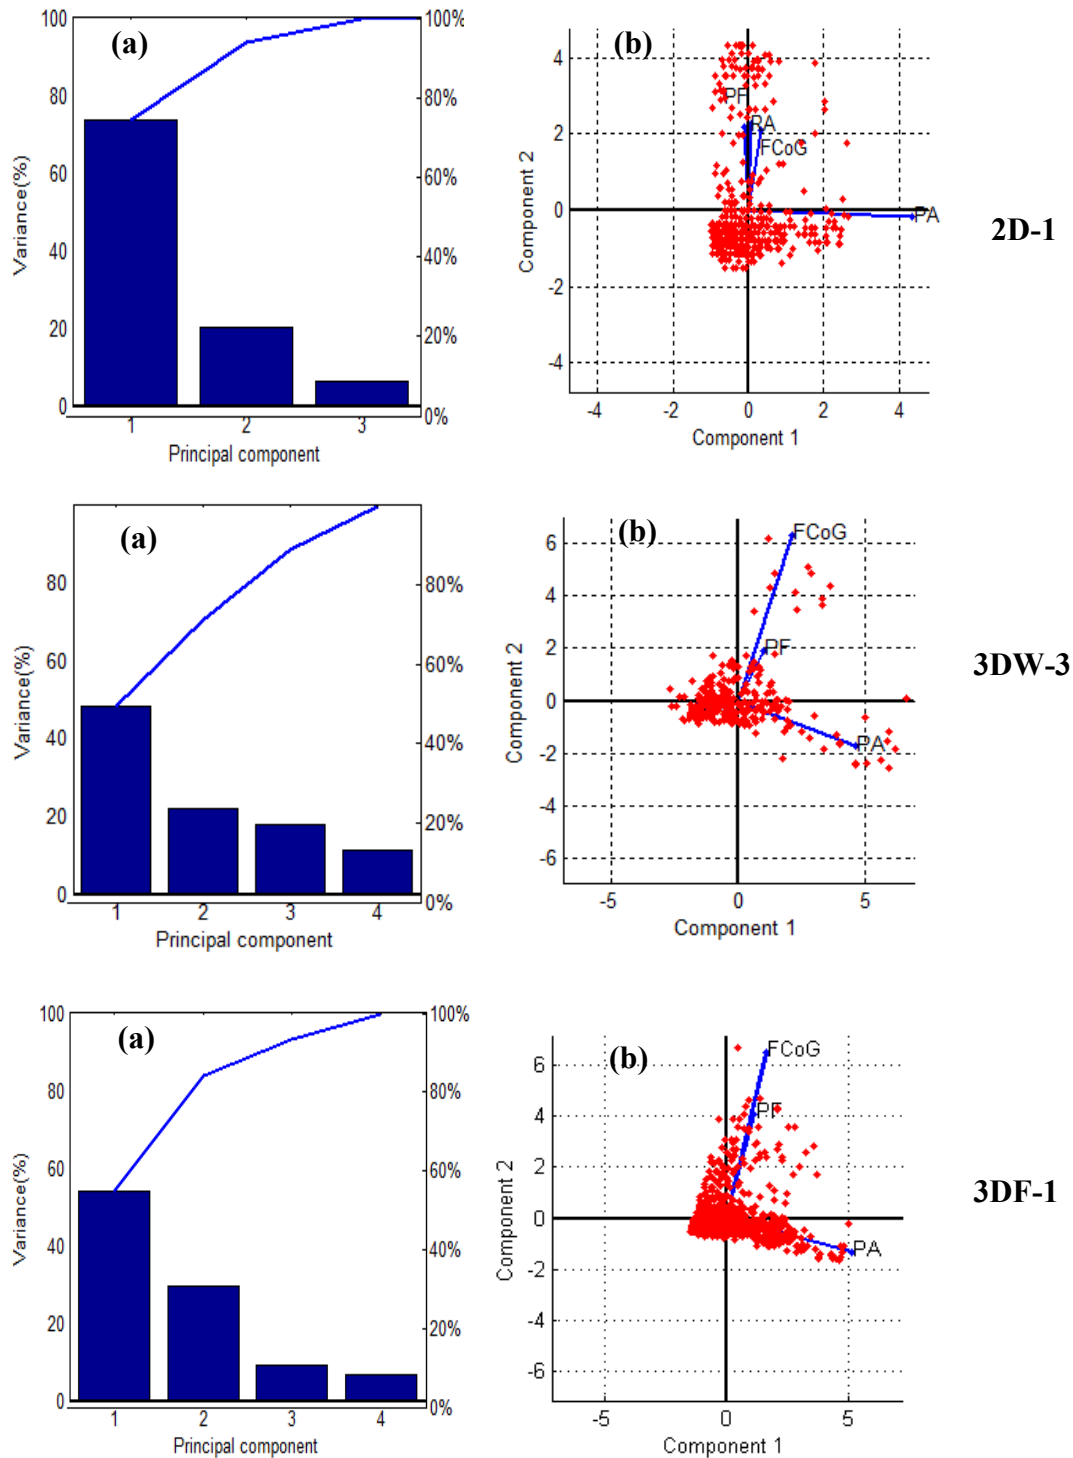 (a)
100
80
60
40
20
0
100%
80%
60%
40%
20%
0%
Variance(%)
1 2 3
Principal component
(b)
4
2
0
-2
-4
-4 -2 0 2 4
Component 2
Component 1
PF
RA
FCoG
PA
2D-1
(a)
80
60
40
20
0
80%
60%
40%
20%
0%
Variance(%)
1 2 3 4
Principal component
(b)
6
4
2
0
-2
-4
-6
-5 0 5
Component 2
Component 1
FCoG
PF
PA
3DW-3
(a)
100
80
60
40
20
0
100%
80%
60%
40%
20%
0%
Variance(%)
1 2 3 4
Principal component
(b)
6
4
2
0
-2
-4
-6
-5 0 5
Component 2
Component 1
FCoG
PF
PA
3DF-1